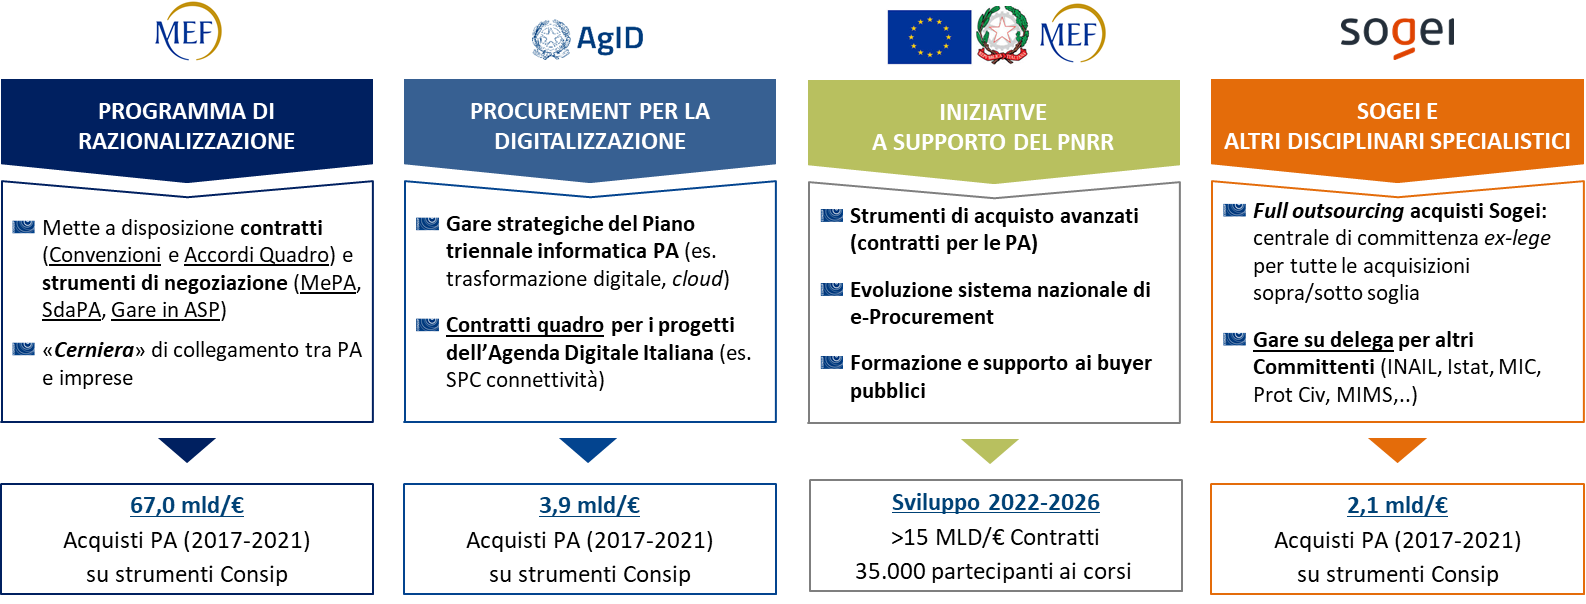 MEF
PROGRAMMA DI
RAZIONALIZZAZIONE
Mette a disposizione contratti
(Convenzioni e Accordi Quadro) e
strumenti di negoziazione (MePA,
SdaPA, Gare in ASP)
«Cerniera» di collegamento tra PA
e imprese
67,0 mld/€
Acquisti PA (2017-2021)
su strumenti Consip
AgID
PROCUREMENT PER LA
DIGITALIZZAZIONE
Gare strategiche del Piano
triennale informatica PA (es.
trasformazione digitale, cloud)
Contratti quadro per i progetti
dell’Agenda Digitale Italiana (es.
SPC connettività)
3,9 mld/€
Acquisti PA (2017-2021)
su strumenti Consip
MEF
INIZIATIVE
A SUPPORTO DEL PNRR
Strumenti di acquisto avanzati
(contratti per le PA)
Evoluzione sistema nazionale di
e-Procurement
Formazione e supporto ai buyer
pubblici
Sviluppo 2022-2026
>15 MLD/€ Contratti
35.000 partecipanti ai corsi
sogei
SOGEI E
ALTRI DISCIPLINARI SPECIALISTICI
Full outsourcing acquisti Sogei:
centrale di committenza ex-lege
per tutte le acquisizioni
sopra/sotto soglia
Gare su delega per altri
Committenti (INAIL, Istat, MIC,
Prot Civ, MIMS,..)
2,1 mld/€
Acquisti PA (2017-2021)
su strumenti Consip